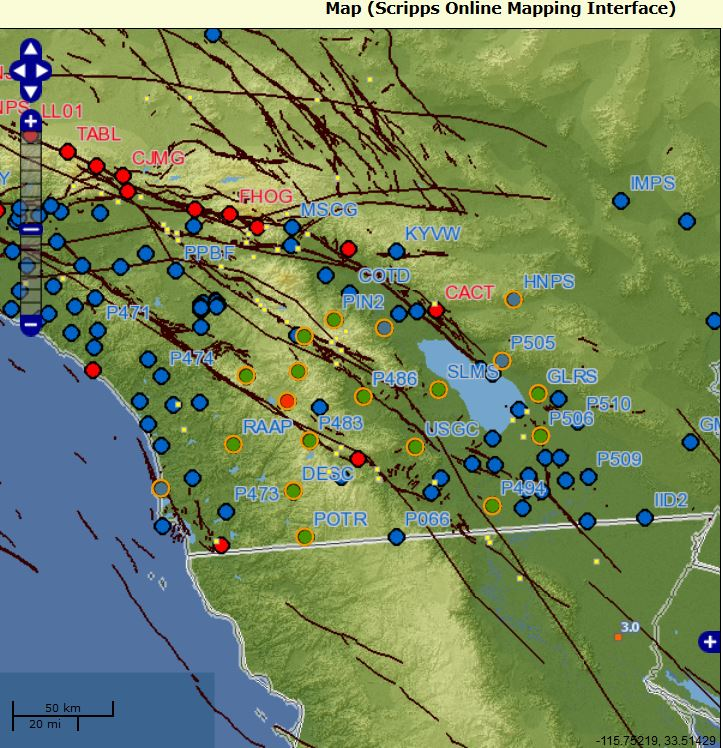 Map (Scripps Online Mapping Interface)
NPS
LL01
TABL
CJMG
Y
FHOG
MSCG
IMPS
KYVW
PPBF
COTD
CACT
HNPS
PIN2
P471
P505
P474
SLMS
GLRS
P486
P510
P506
RAAP
P483
USGC
GM
P509
DESC
P473
P494
IID2
POTR
P066
3.0
50 km
20 mi
-115.75219, 33.51429